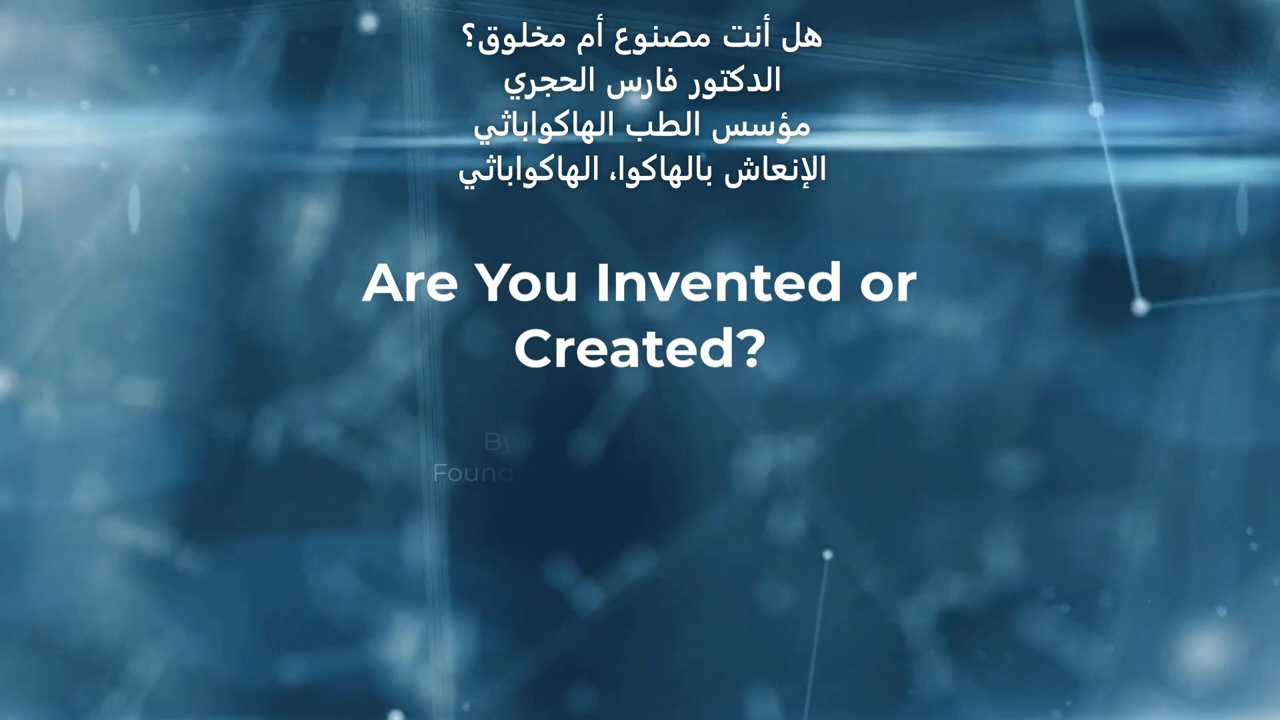 هل أنت مصنوع أم مخلوق؟
الدكتور فارس الحجري
مؤسس الطب الهاكواباثي
الإنعاش بالهاكوا، الهاكواباثي
Are You Invented or
Created?
By
Found